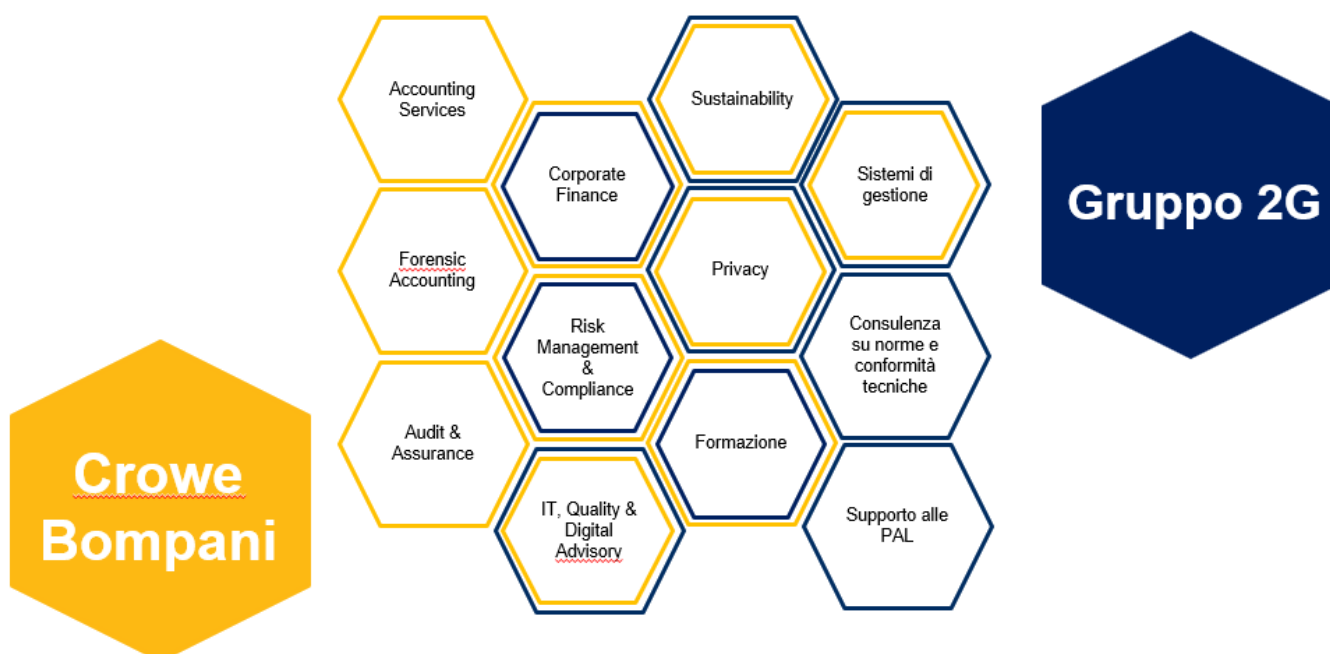 Accounting
Services
Sustainability
Corporate
Finance
Sistemi di
gestione
Gruppo 2G
Forensic
Accounting
Privacy
Risk
Management
&
Compliance
Consulenza
su norme e
conformità
tecniche
Audit &
Assurance
Formazione
Crowe
Bompani
IT, Quality &
Digital
Advisory
Supporto alle
PAL